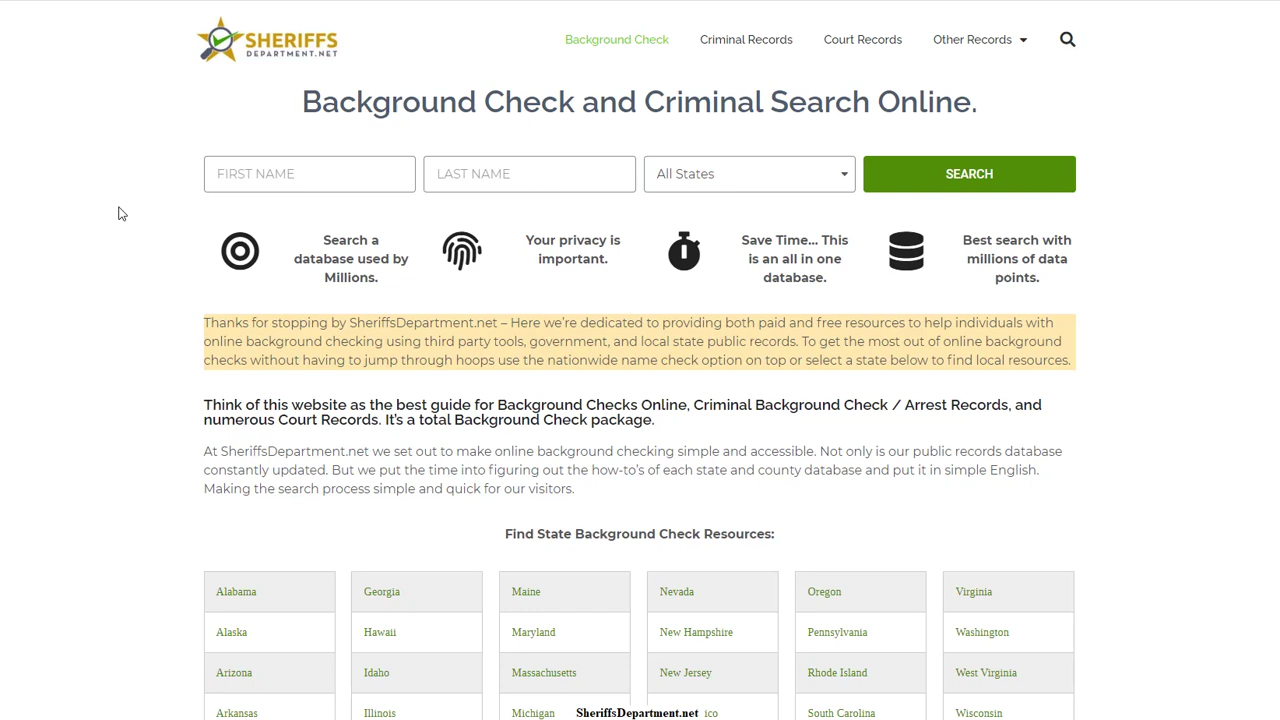 SHERIFFS
DEPARTMENT.NET
Background Check
Criminal Records
Court Records
Other Records
Background Check and Criminal Search Online.
FIRST NAME
LAST NAME
All States
SEARCH
Search a
database used by
Millions.
Your privacy is
important.
Save Time... This
is an all in one
database.
Best search with
millions of data
points.
Thanks for stopping by SheriffsDepartment.net – Here we're dedicated to providing both paid and free resources to help individuals with
online background checking using third party tools, government, and local state public records. To get the most out of online background
checks without having to jump through hoops use the nationwide name check option on top or select a state below to find local resources.
Think of this website as the best guide for Background Checks Online, Criminal Background Check / Arrest Records, and
numerous Court Records. It's a total Background Check package.
At SheriffsDepartment.net we set out to make online background checking simple and accessible. Not only is our public records database
constantly updated. But we put the time into figuring out the how-to's of each state and county database and put it in simple English.
Making the search process simple and quick for our visitors.
Find State Background Check Resources:
Alabama
Georgia
Maine
Nevada
Oregon
Virginia
Alaska
Hawaii
Maryland
New Hampshire
Pennsylvania
Washington
Arizona
Idaho
Massachusetts
New Jersey
Rhode Island
West Virginia
Arkansas
Illinois
Michigan
SheriffsDepartment.net
ico
South Carolina
Wisconsin